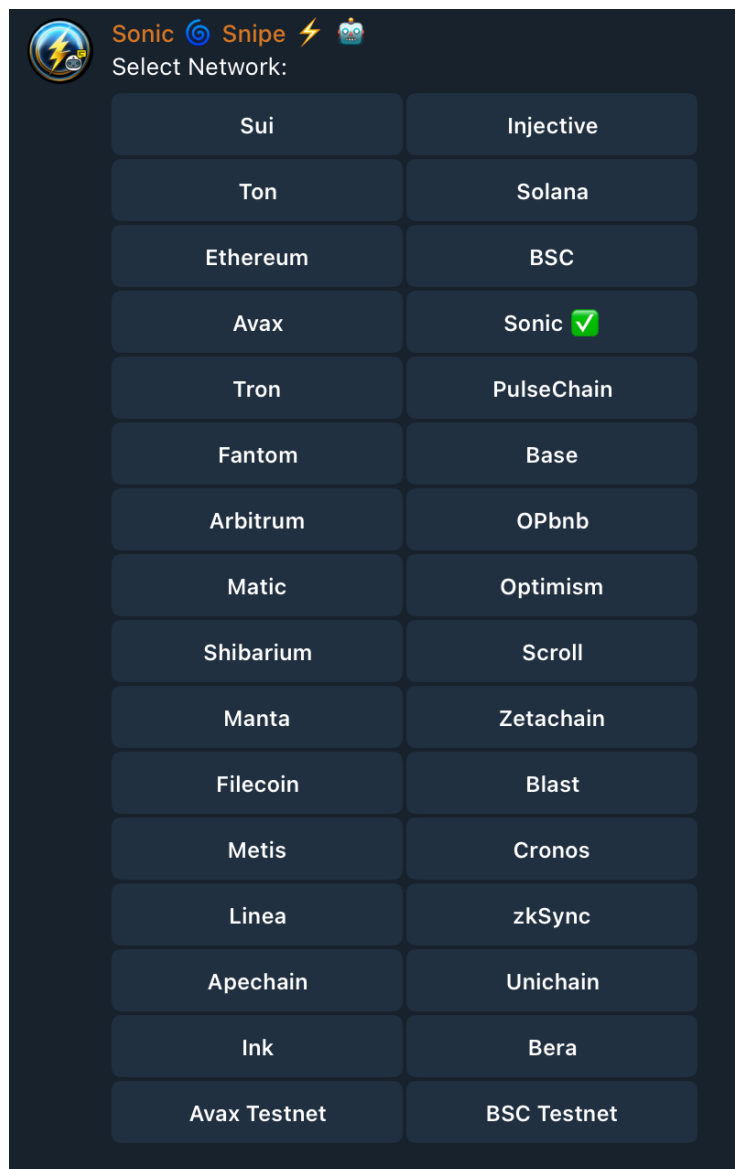 Sonic 🌀 Snipe ⚡ 🤖
Select Network:
Sui Injective
Ton Solana
Ethereum BSC
Avax Sonic ✅
Tron PulseChain
Fantom Base
Arbitrum OPbnb
Matic Optimism
Shibarium Scroll
Manta Zetachain
Filecoin Blast
Metis Cronos
Linea zkSync
Apechain Unichain
Ink Bera
Avax Testnet BSC Testnet